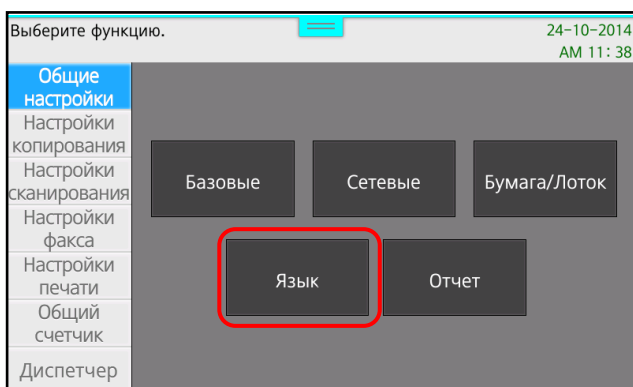 Выберите функцию.
24-10-2014
AM 11: 38
Общие
настройки
Настройки
копирования
Настройки
сканирования
Настройки
факса
Настройки
печати
Общий
счетчик
Диспетчер
Базовые
Сетевые
Бумага/Лоток
Язык
Отчет